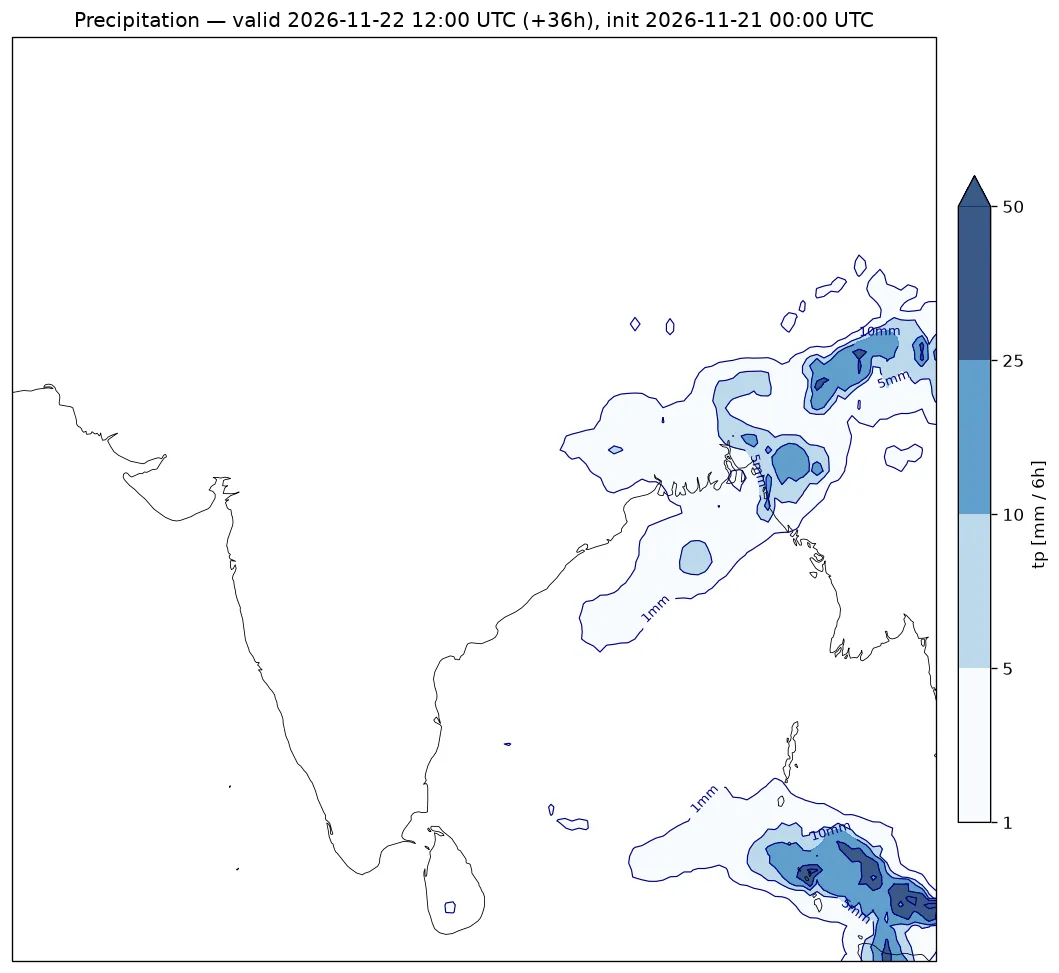 Precipitation — valid 2026-11-22 12:00 UTC (+36h), init 2026-11-21 00:00 UTC
50
25
10
5
1
tp [mm / 6h]
10mm
5mm
5mm
1mm
1mm
10mm
5mm